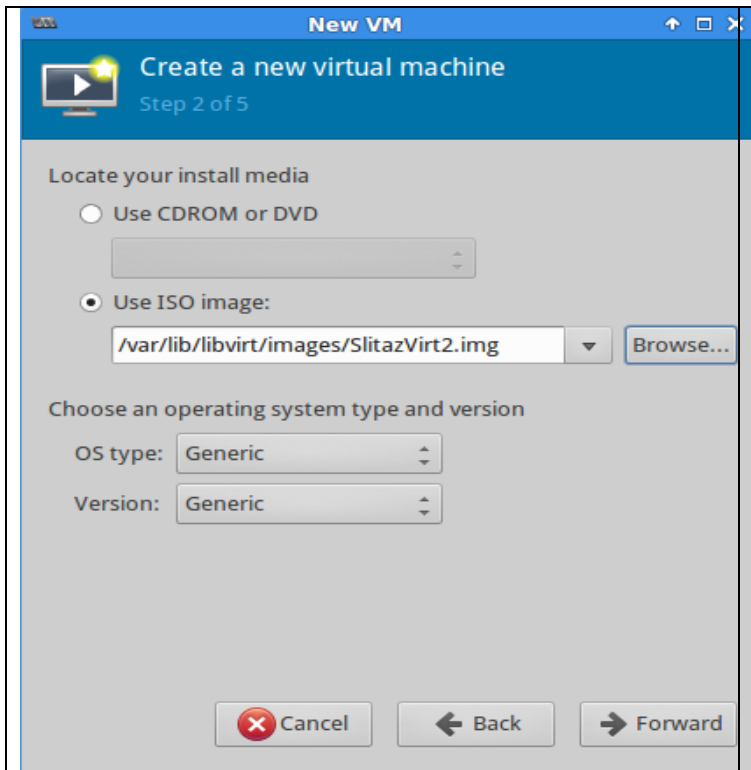 New VM
Create a new virtual machine
Step 2 of 5
Locate your install media
Use CDROM or DVD
Use ISO image:
/var/lib/libvirt/images/SlitazVirt2.img Browse...
Choose an operating system type and version
OS type: Generic
Version: Generic
Cancel Back Forward